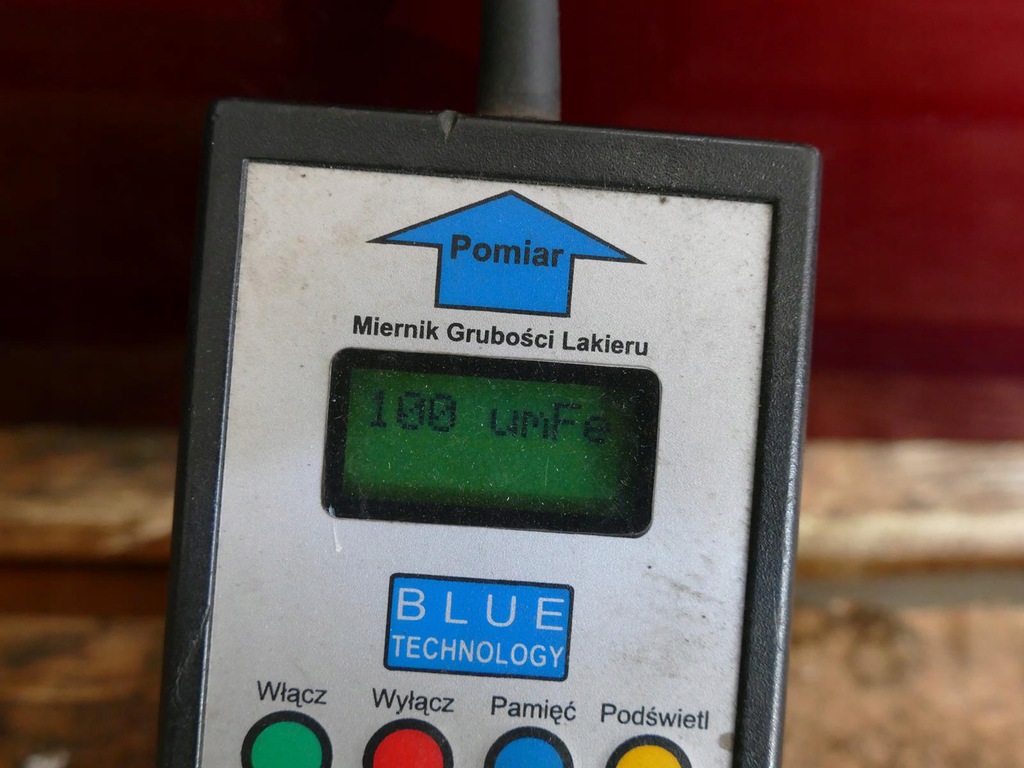 Pomiar
Miernik Grubości Lakieru
100 umFe
BLUE
TECHNOLOGY
Włącz Wyłącz Pamięć Podświetl